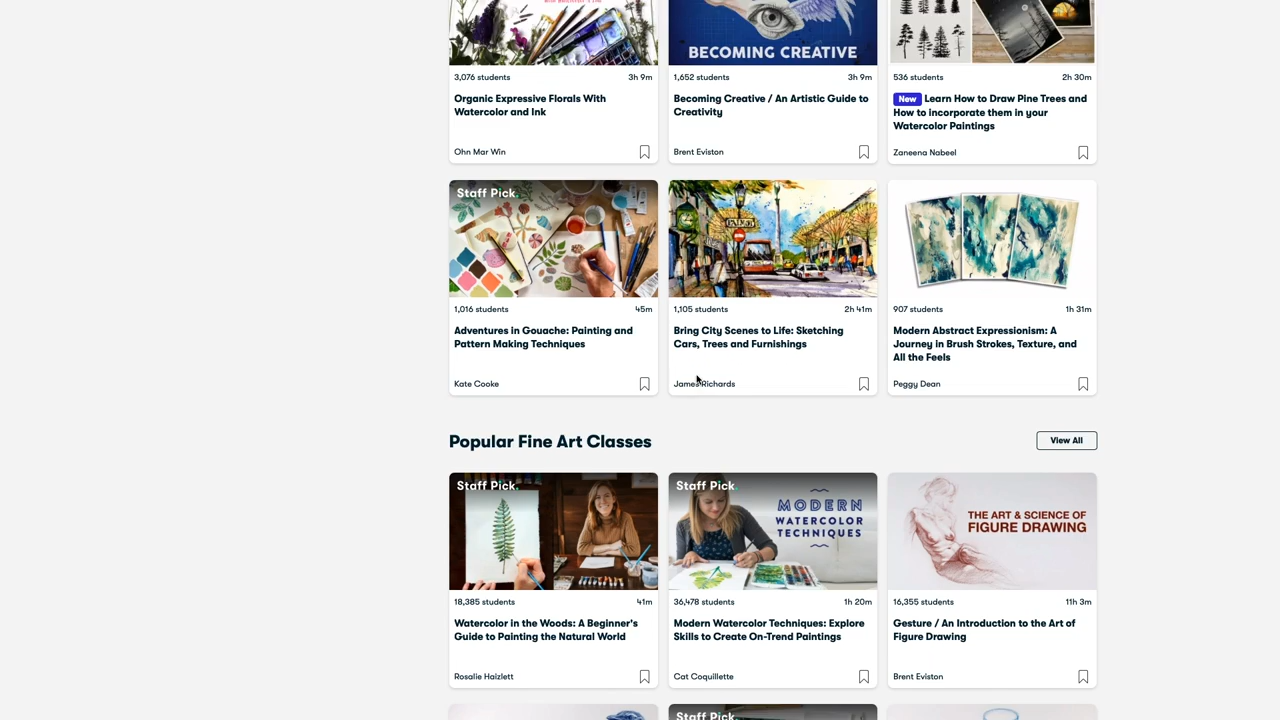 BECOMING CREATIVE
3,076 students 3h 9m
Organic Expressive Florals With
Watercolor and Ink
Ohn Mar Win
1,652 students 3h 9m
Becoming Creative / An Artistic Guide to
Creativity
Brent Eviston
536 students 2h 30m
New Learn How to Draw Pine Trees and
How to incorporate them in your
Watercolor Paintings
Zaneena Nabeel
Staff Pick.
1,016 students 45m
Adventures in Gouache: Painting and
Pattern Making Techniques
Kate Cooke
1,105 students 2h 41m
Bring City Scenes to Life: Sketching
Cars, Trees and Furnishings
James Richards
907 students 1h 31m
Modern Abstract Expressionism: A
Journey in Brush Strokes, Texture, and
All the Feels
Peggy Dean
Popular Fine Art Classes
View All
Staff Pick.
18,385 students 41m
Watercolor in the Woods: A Beginner's
Guide to Painting the Natural World
Rosalie Haizlett
Staff Pick.
MODERN
WATERCOLOR
TECHNIQUES
36,478 students 1h 20m
Modern Watercolor Techniques: Explore
Skills to Create On-Trend Paintings
Cat Coquillette
THE ART & SCIENCE OF
FIGURE DRAWING
16,355 students 11h 3m
Gesture / An Introduction to the Art of
Figure Drawing
Brent Eviston
Staff Pick.